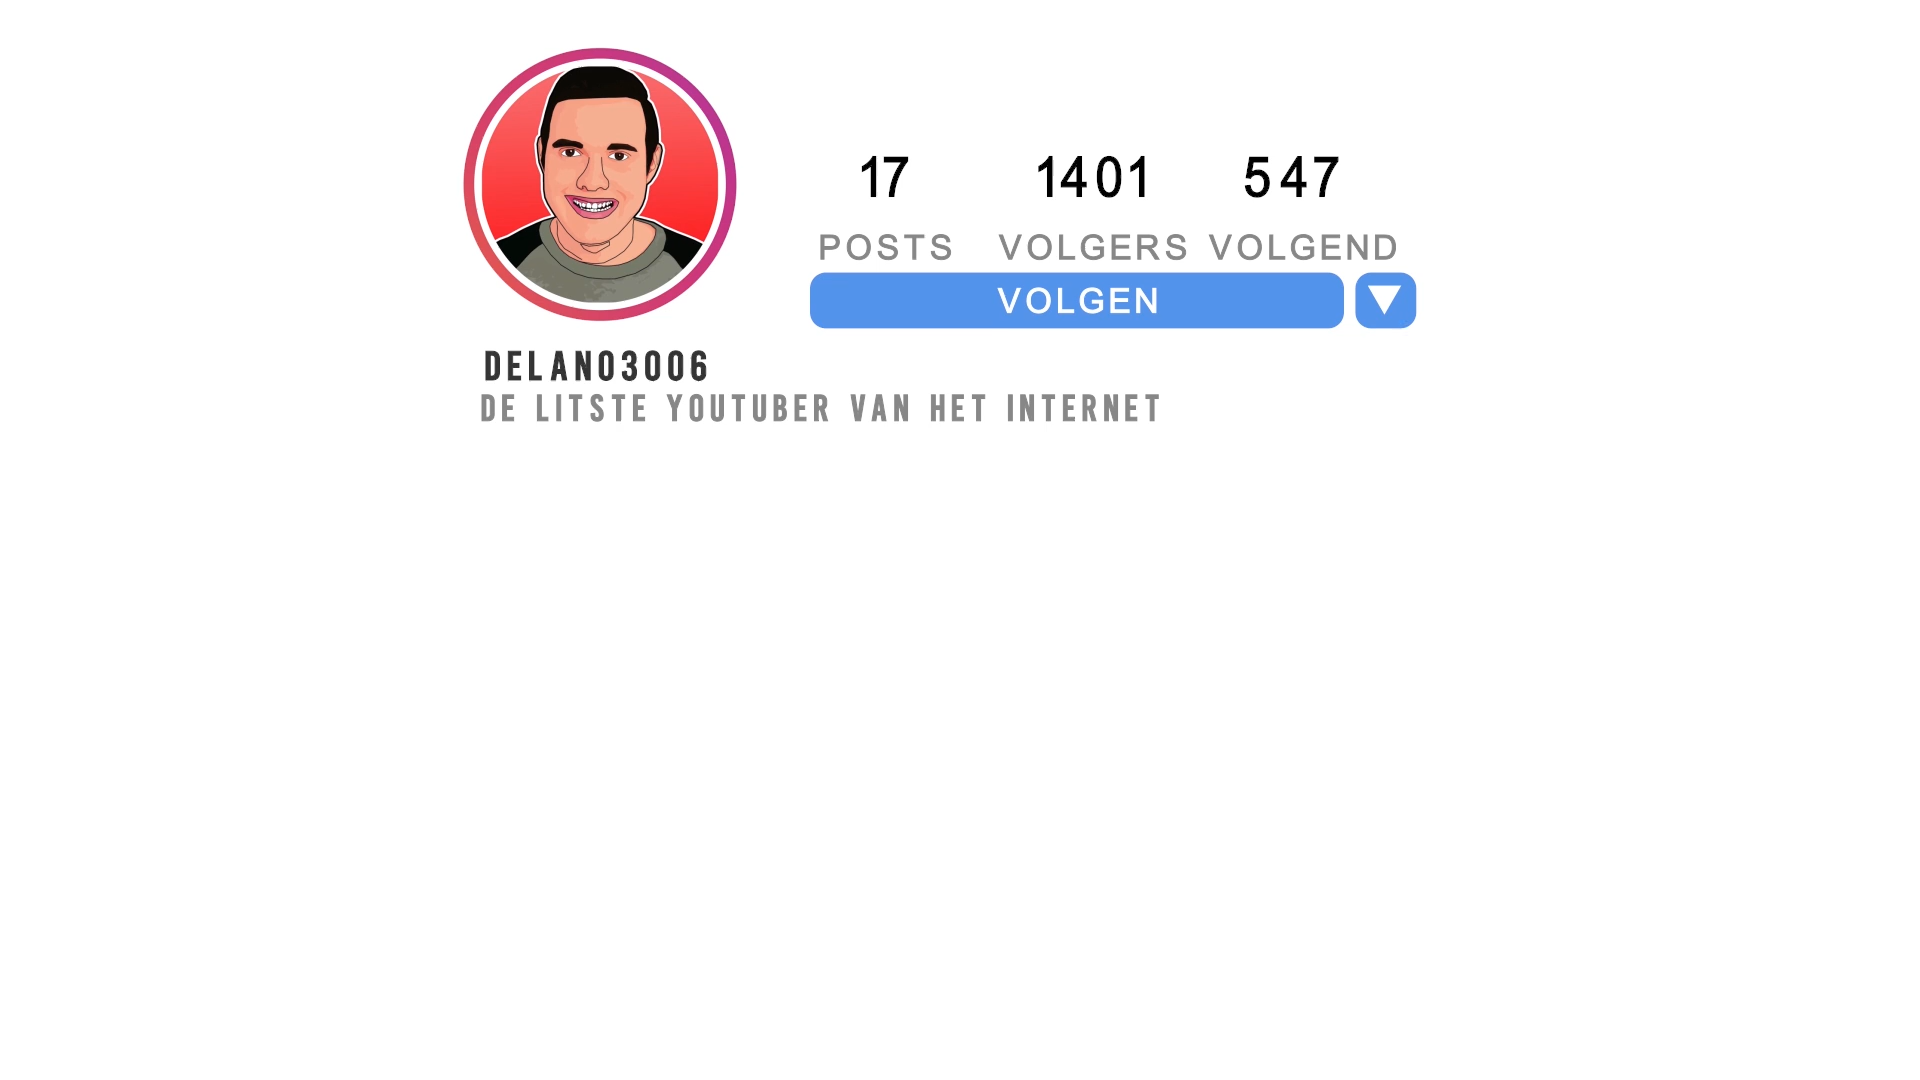 17 1401 547
POSTS VOLGERS VOLGEND
VOLGEN
DELANO3006
DE LITSTE YOUTUBER VAN HET INTERNET